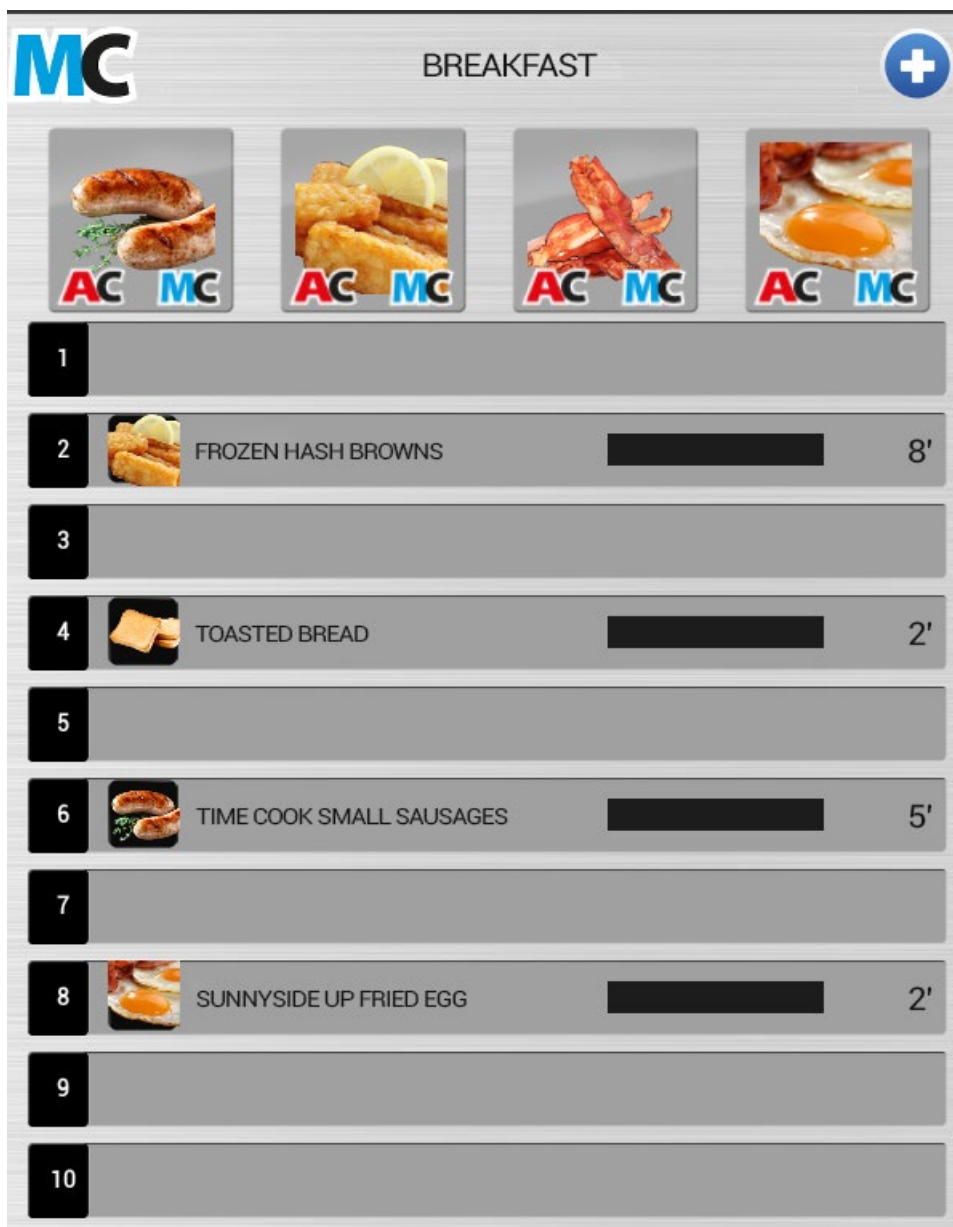 MC
BREAKFAST
AC MC
AC MC
AC MC
AC MC
1
2 FROZEN HASH BROWNS 8'
3
4 TOASTED BREAD 2'
5
6 TIME COOK SMALL SAUSAGES 5'
7
8 SUNNYSIDE UP FRIED EGG 2'
9
10